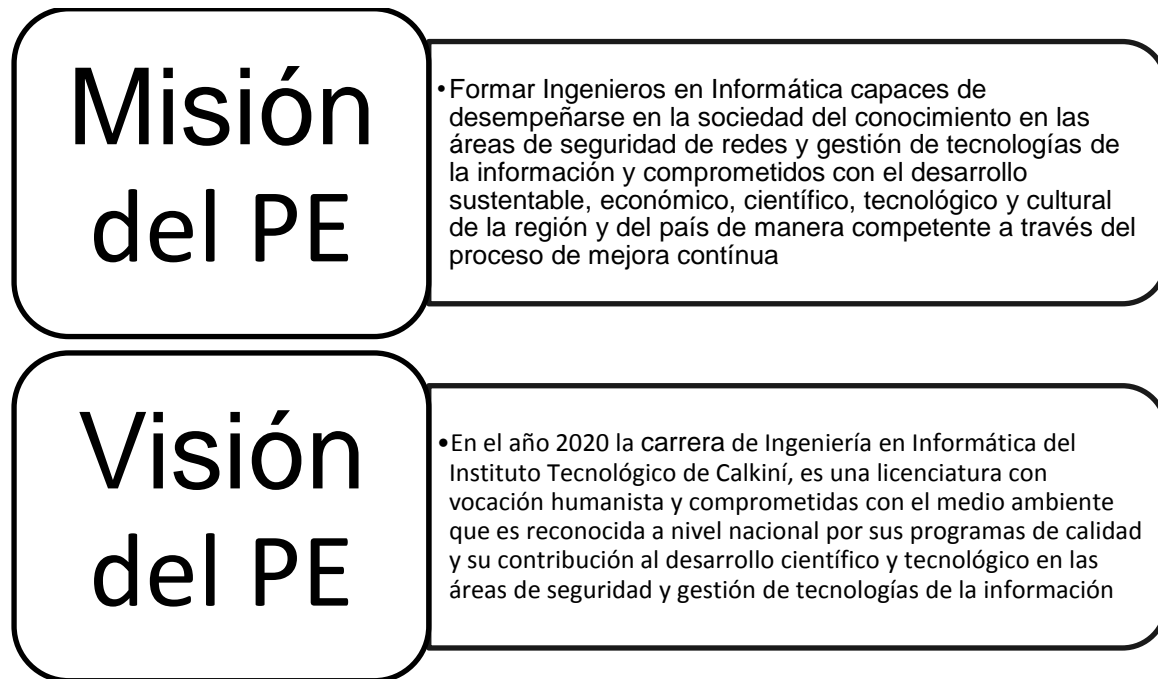 Misión
del PE
•Formar Ingenieros en Informática capaces de
desempeñarse en la sociedad del conocimiento en las
áreas de seguridad de redes y gestión de tecnologías de
la información y comprometidos con el desarrollo
sustentable, económico, científico, tecnológico y cultural
de la región y del país de manera competente a través del
proceso de mejora contínua
Visión
del PE
•En el año 2020 la carrera de Ingeniería en Informática del
Instituto Tecnológico de Calkiní, es una licenciatura con
vocación humanista y comprometidas con el medio ambiente
que es reconocida a nivel nacional por sus programas de calidad
y su contribución al desarrollo científico y tecnológico en las
áreas de seguridad y gestión de tecnologías de la información